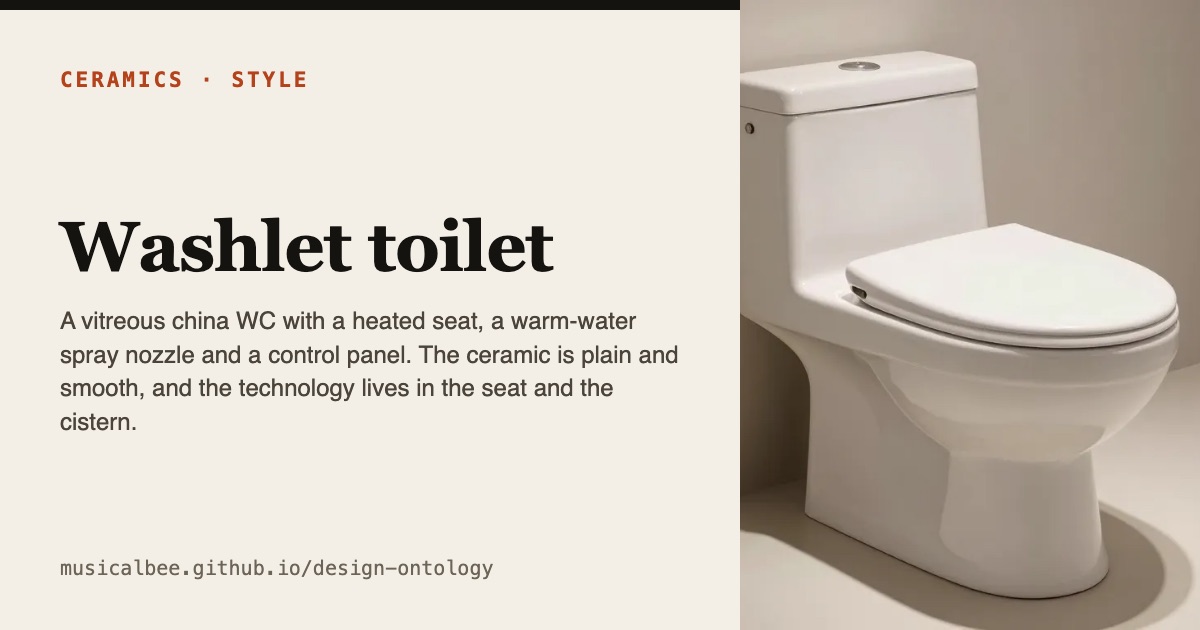 CERAMICS · STYLE
Washlet toilet
A vitreous china WC with a heated seat, a warm-water
spray nozzle and a control panel. The ceramic is plain and
smooth, and the technology lives in the seat and the
cistern.
musicalbee.github.io/design-ontology